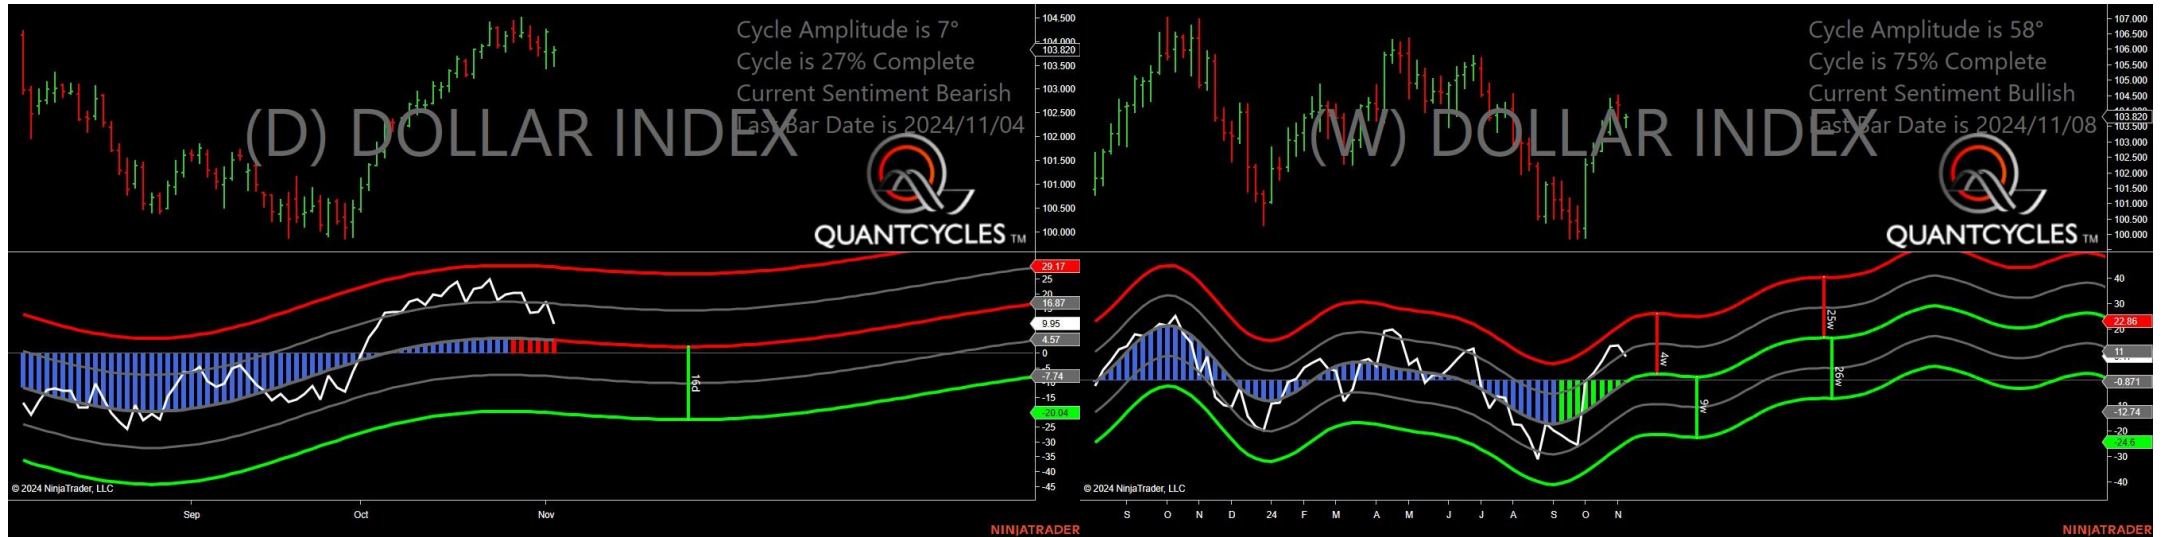 Cycle Amplitude is 7°
Cycle is 27% Complete
Current Sentiment Bearish
Last Bar Date is 2024/11/04
(D) DOLLAR INDEX
QUANTCYCLES TM
104.500
104.000
103.820
103.500
103.000
102.500
102.000
101.500
101.000
100.500
100.000
29.17
25
20
16.87
9.95
4.57
0
-5
-7.74
-15
-20.04
-25
-30
-35
-40
-45
16d
© 2024 NinjaTrader, LLC
Sep Oct Nov
NINJATRADER
Cycle Amplitude is 58°
Cycle is 75% Complete
Current Sentiment Bullish
Last Bar Date is 2024/11/08
(W) DOLLAR INDEX
QUANTCYCLES TM
107.000
106.500
106.000
105.500
105.000
104.500
103.820
103.500
103.000
102.500
102.000
101.500
101.000
100.500
100.000
40
30
22.86
20
11
-0.871
-12.74
-20
-24.6
-30
-40
4w
9w
25w
26w
© 2024 NinjaTrader, LLC
S O N D 24 F M A M J J A S O N
NINJATRADER